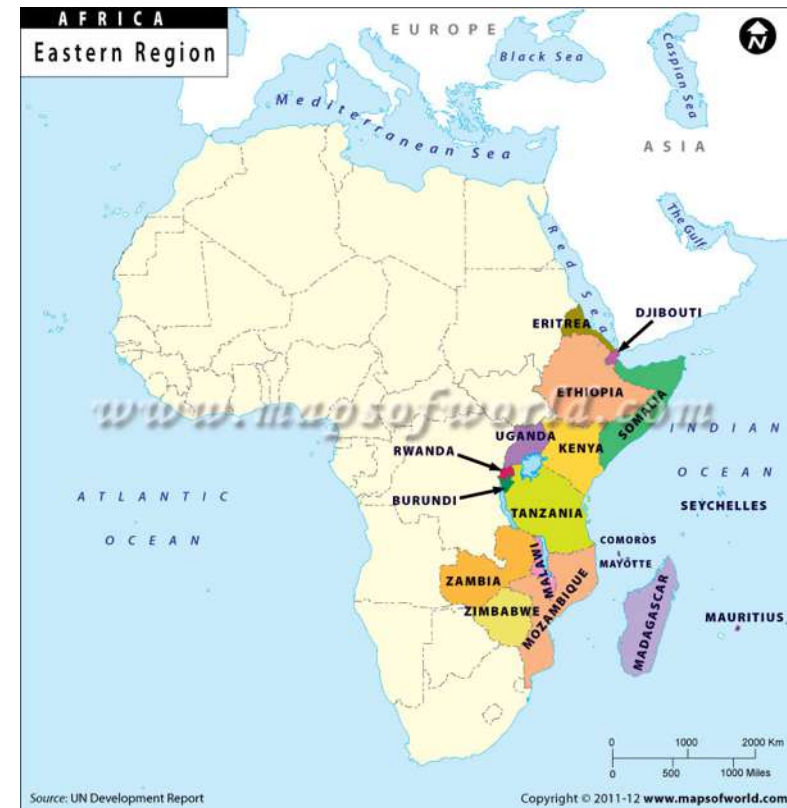 AFRICA
Eastern Region
EUROPE
Black Sea
Caspian Sea
Mediterranean Sea
ASIA
The Gulf
Red Sea
DJIBOUTI
ERITREA
ETHIOPIA
SOMALIA
www.mapsofworld.com
UGANDA
KENYA
INDIAN
OCEAN
RWANDA
BURUNDI
TANZANIA
SEYCHELLES
ATLANTIC
OCEAN
COMOROS
MAYOTTE
MALAWI
ZAMBIA
ZIMBABWE
MOZAMBIQUE
MADAGASCAR
MAURITIUS
N
0 1000 2000 Km
0 500 1000 Miles
Source: UN Development Report
Copyright © 2011-12 www.mapsofworld.com